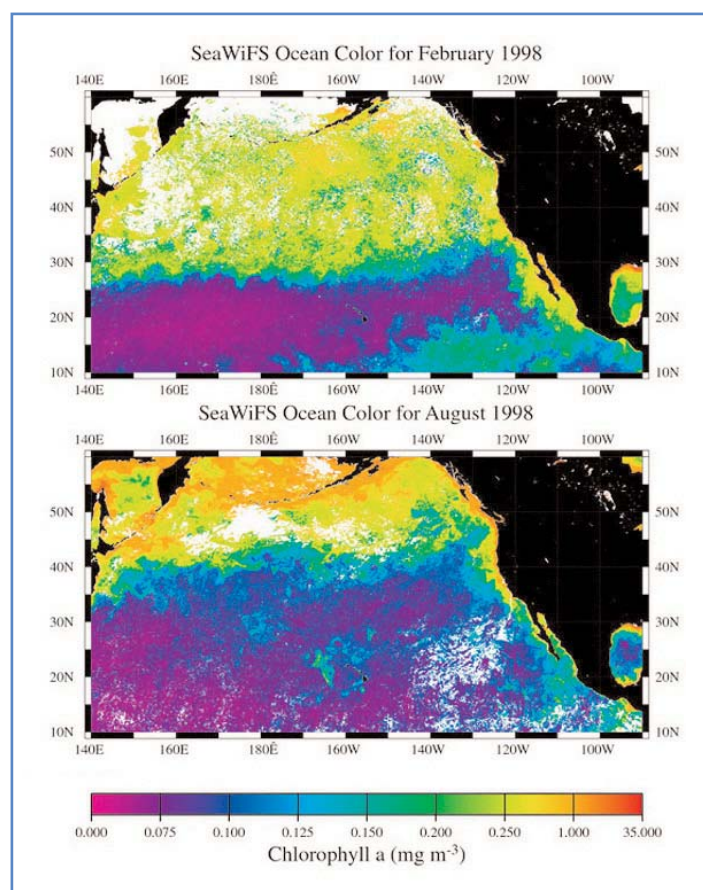 SeaWiFS Ocean Color for February 1998
140E 160E 180Ê 160W 140W 120W 100W
50N 50N
40N 40N
30N 30N
20N 20N
10N 10N
140E 160E 180Ê 160W 140W 120W 100W
SeaWiFS Ocean Color for August 1998
140E 160E 180Ê 160W 140W 120W 100W
50N 50N
40N 40N
30N 30N
20N 20N
10N 10N
140E 160E 180Ê 160W 140W 120W 100W
0.000 0.075 0.100 0.125 0.150 0.200 0.250 1.000 35.000
Chlorophyll a (mg m⁻³)